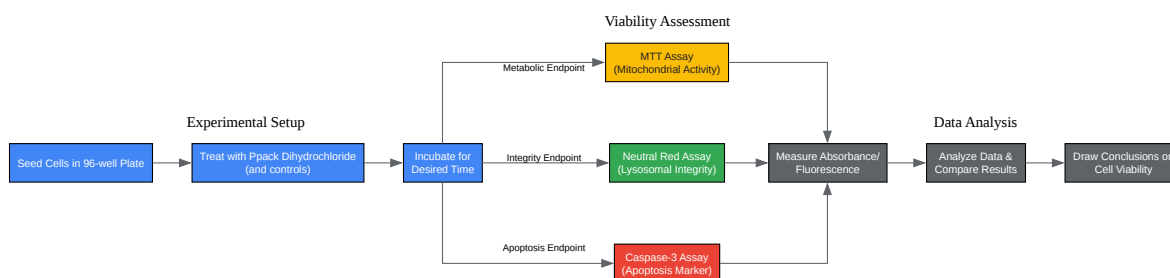 Viability Assessment
MTT Assay
(Mitochondrial Activity)
Metabolic Endpoint
Experimental Setup
Data Analysis
Seed Cells in 96-well Plate
Treat with Ppack Dihydrochloride
(and controls)
Incubate for
Desired Time
Integrity Endpoint
Neutral Red Assay
(Lysosomal Integrity)
Measure Absorbance/
Fluorescence
Analyze Data &
Compare Results
Draw Conclusions on
Cell Viability
Apoptosis Endpoint
Caspase-3 Assay
(Apoptosis Marker)